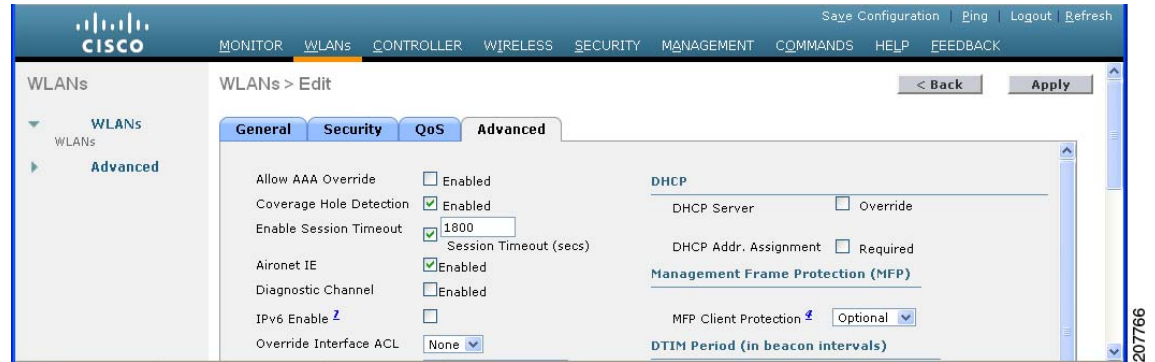 Save Configuration | Ping | Logout | Refresh
CISCO
MONITOR WLANs CONTROLLER WIRELESS SECURITY MANAGEMENT COMMANDS HELP FEEDBACK
WLANs
WLANs
WLANs
Advanced
WLANs > Edit
< Back
Apply
General
Security
QoS
Advanced
Allow AAA Override Enabled
Coverage Hole Detection Enabled
Enable Session Timeout 1800
Session Timeout (secs)
Aironet IE Enabled
Diagnostic Channel Enabled
IPv6 Enable 7
Override Interface ACL None
DHCP
DHCP Server Override
DHCP Addr. Assignment Required
Management Frame Protection (MFP)
MFP Client Protection 4 Optional
DTIM Period (in beacon intervals)
207766